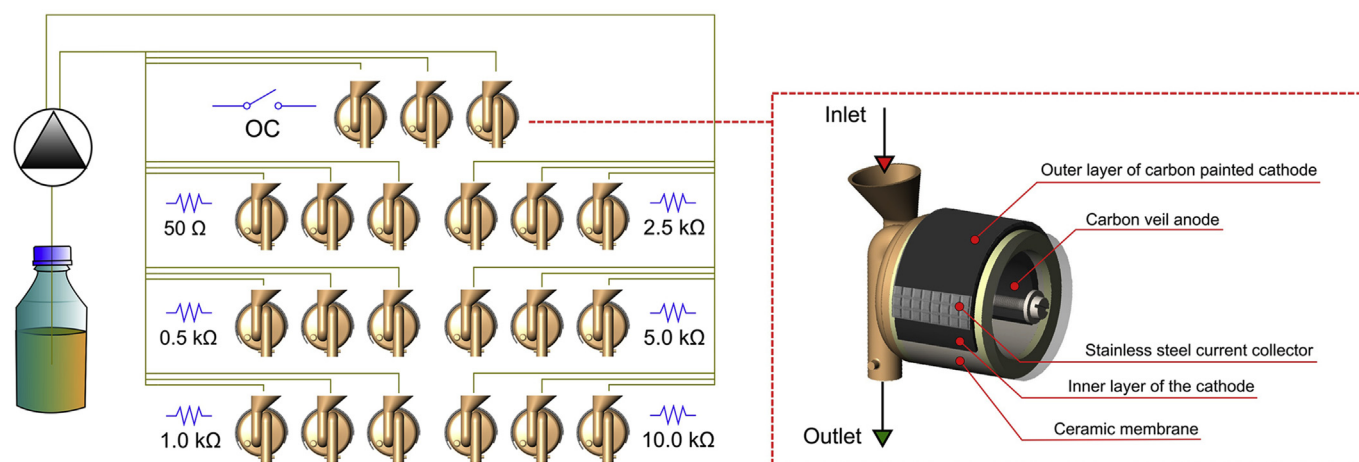 OC
50 Ω
2.5 kΩ
0.5 kΩ
5.0 kΩ
1.0 kΩ
10.0 kΩ
Inlet
Outer layer of carbon painted cathode
Carbon veil anode
Stainless steel current collector
Inner layer of the cathode
Ceramic membrane
Outlet